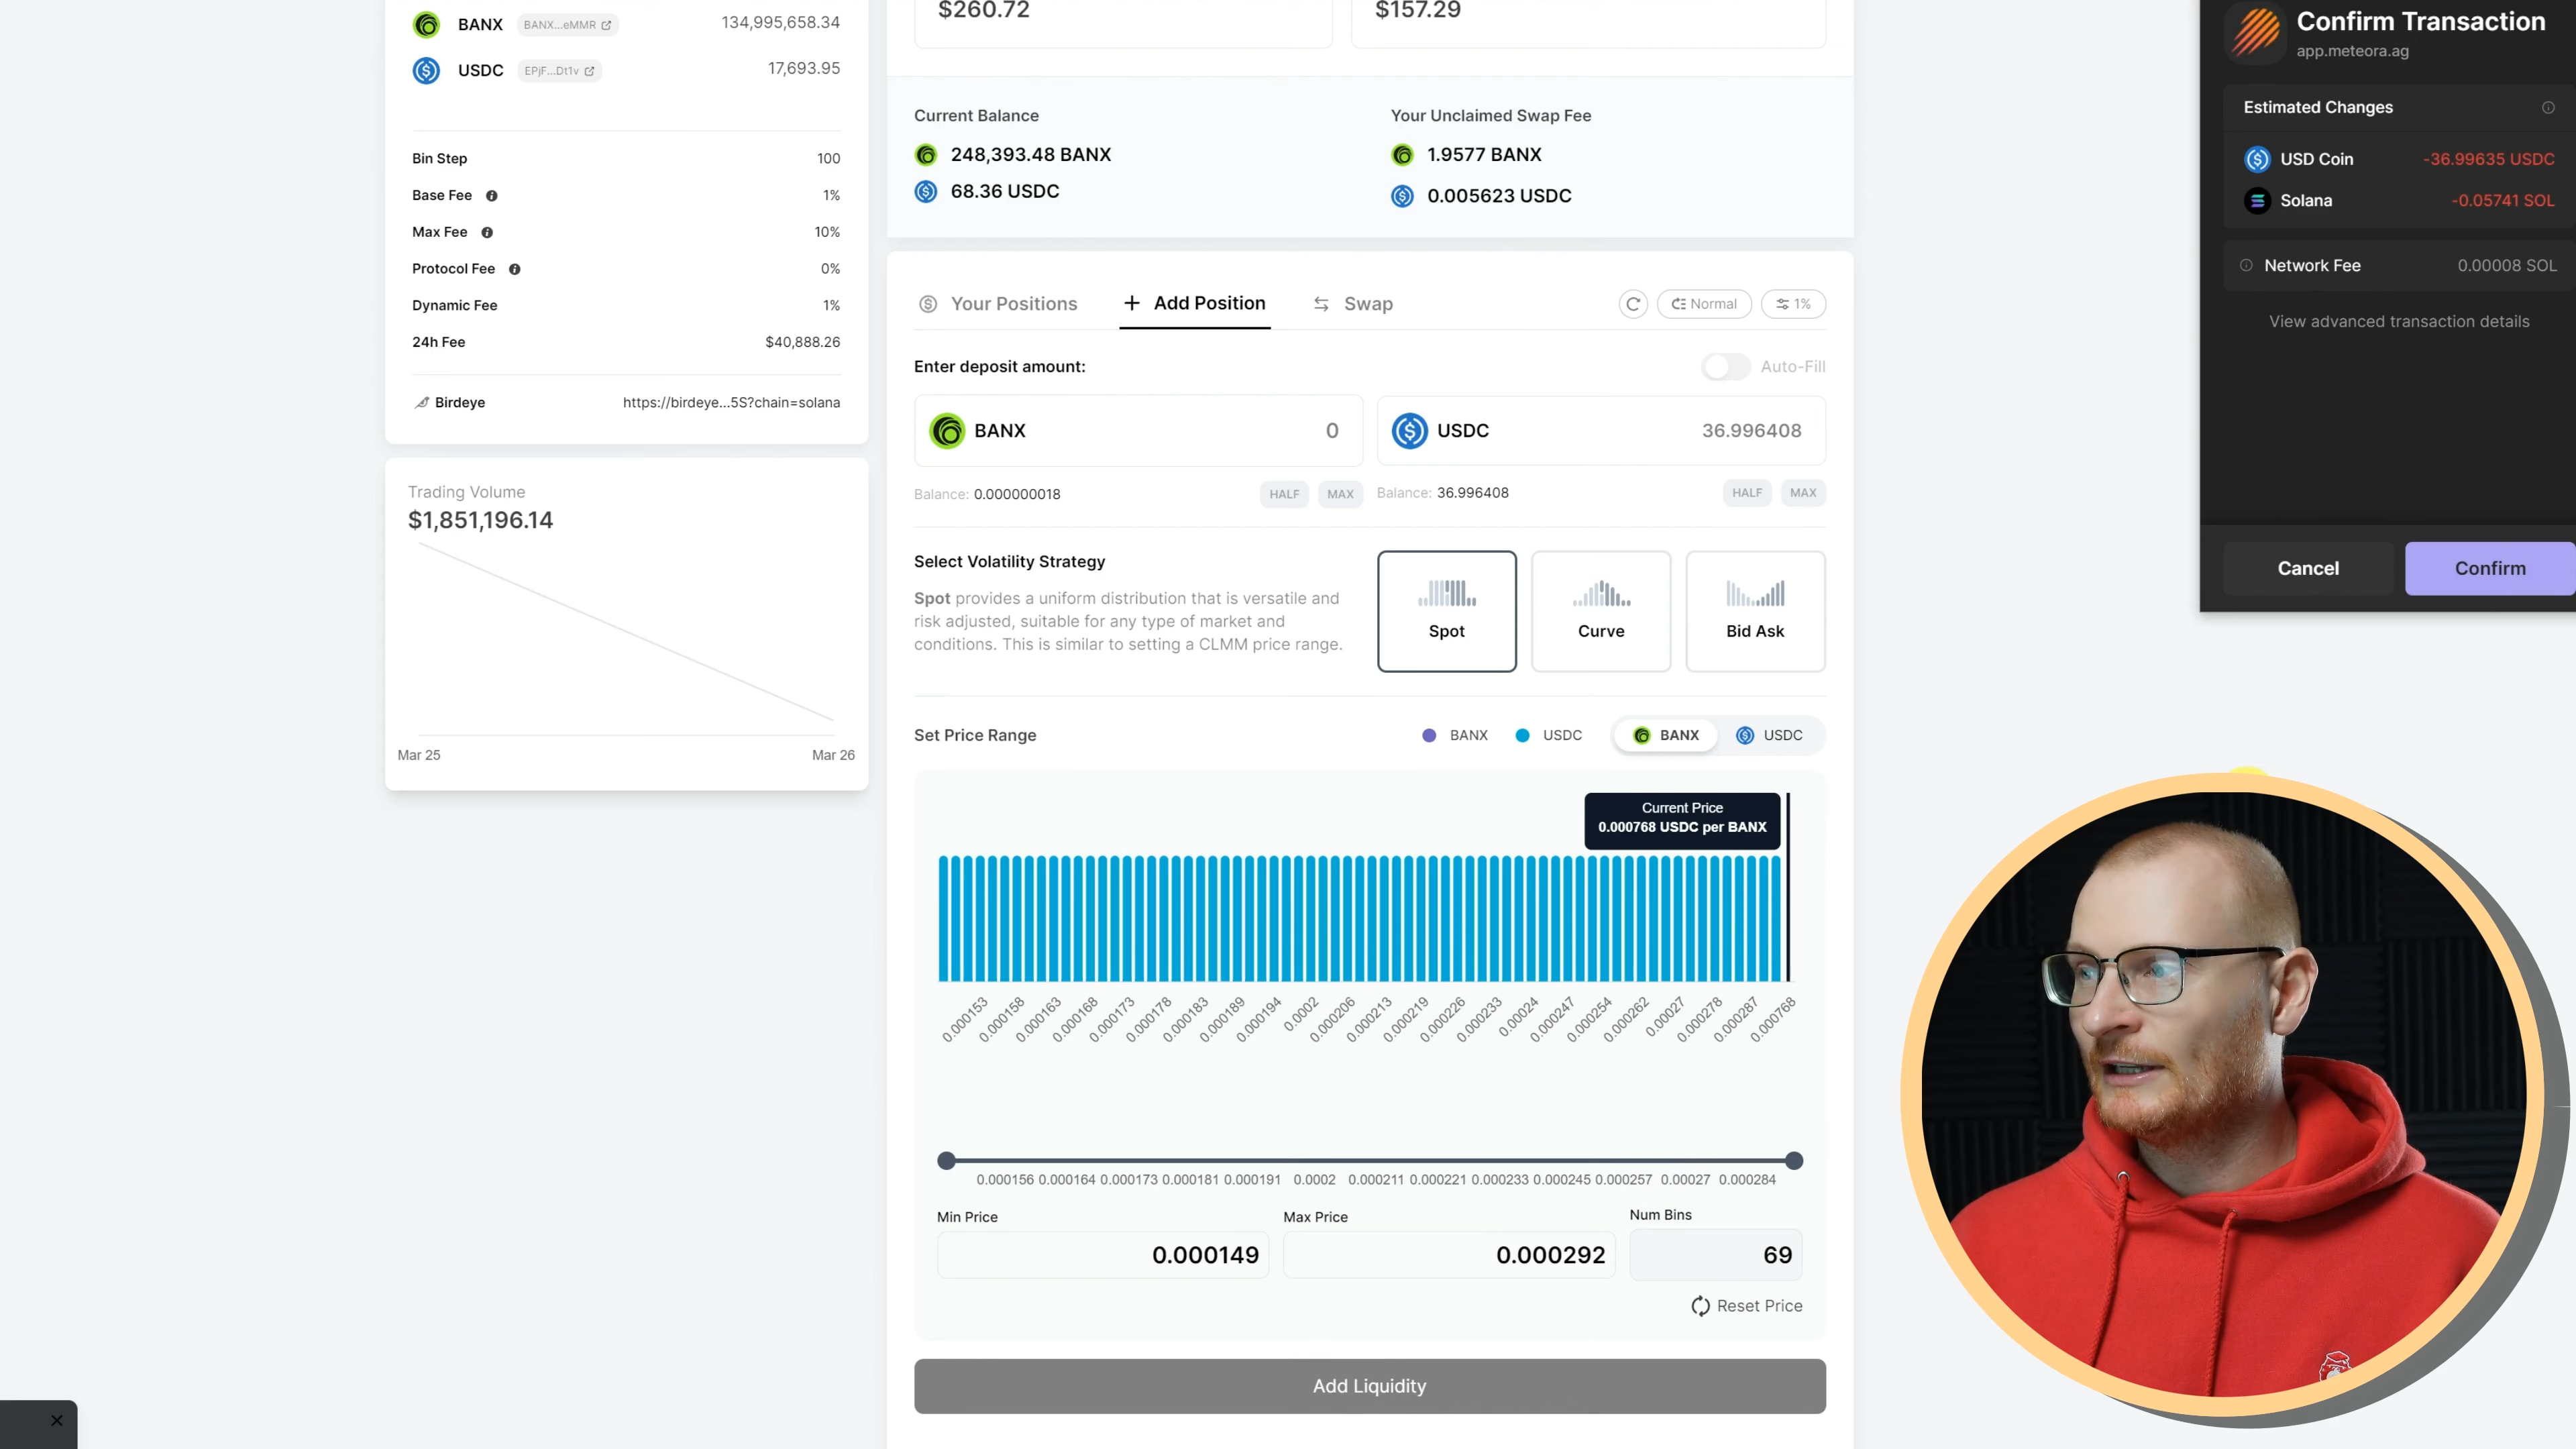 BANX BANX...eMMR 134,995,658.34
USDC EPjF...Dt1v 17,693.95
Bin Step 100
Base Fee 1%
Max Fee 10%
Protocol Fee 0%
Dynamic Fee 1%
24h Fee $40,888.26
Birdeye https://birdeye...5S?chain=solana
Trading Volume
$1,851,196.14
Mar 25 Mar 26
$260.72 $157.29
Current Balance Your Unclaimed Swap Fee
248,393.48 BANX 1.9577 BANX
68.36 USDC 0.005623 USDC
Your Positions Add Position Swap Normal 1%
Enter deposit amount: Auto-Fill
BANX 0 USDC 36.996408
Balance: 0.000000018 HALF MAX Balance: 36.996408 HALF MAX
Select Volatility Strategy
Spot provides a uniform distribution that is versatile and
risk adjusted, suitable for any type of market and
conditions. This is similar to setting a CLMM price range.
Spot Curve Bid Ask
Set Price Range BANX USDC BANX USDC
Current Price
0.000768 USDC per BANX
0.000153 0.000158 0.000163 0.000168 0.000173 0.000178 0.000183 0.000189 0.000194 0.0002 0.000206 0.000213 0.000219 0.000226 0.000233 0.00024 0.000247 0.000254 0.000262 0.00027 0.000278 0.000287 0.000768
0.000156 0.000164 0.000173 0.000181 0.000191 0.0002 0.000211 0.000221 0.000233 0.000245 0.000257 0.00027 0.000284
Min Price Max Price Num Bins
0.000149 0.000292 69
Reset Price
Add Liquidity
Confirm Transaction
app.meteora.ag
Estimated Changes
USD Coin -36.99635 USDC
Solana -0.05741 SOL
Network Fee 0.00008 SOL
View advanced transaction details
Cancel Confirm